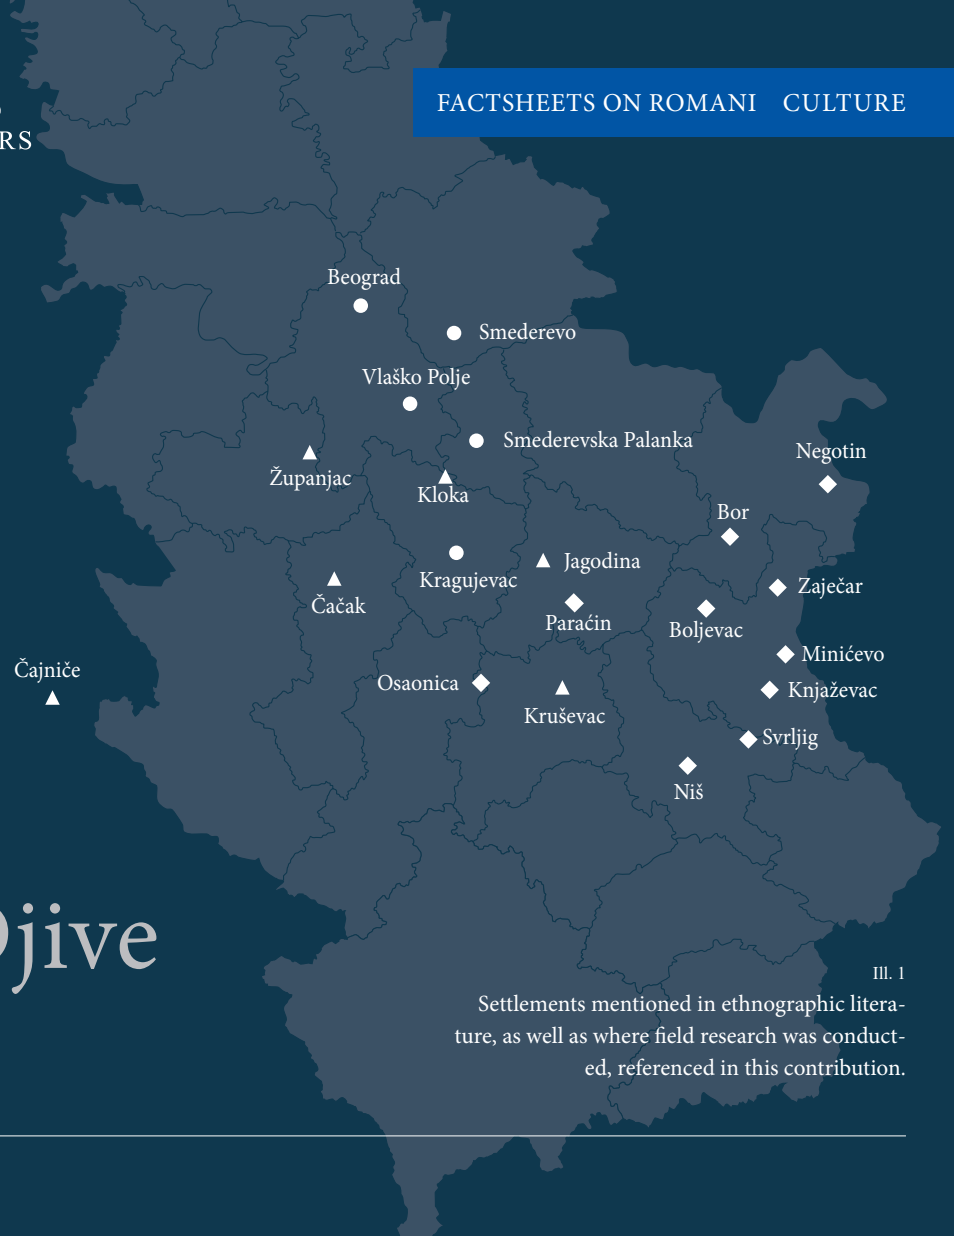 RS
FACTSHEETS ON ROMANI CULTURE
Beograd
Smederevo
Vlaško Polje
Smederevska Palanka
Negotin
Županjac
Kloka
Bor
Jagodina
Kragujevac
Zaječar
Čačak
Paraćin
Boljevac
Minićevo
Čajniče
Osaonica
Knjaževac
Kruševac
Svrljig
Niš
jive
Ill. 1
Settlements mentioned in ethnographic litera-
ture, as well as where field research was conduct-
ed, referenced in this contribution.